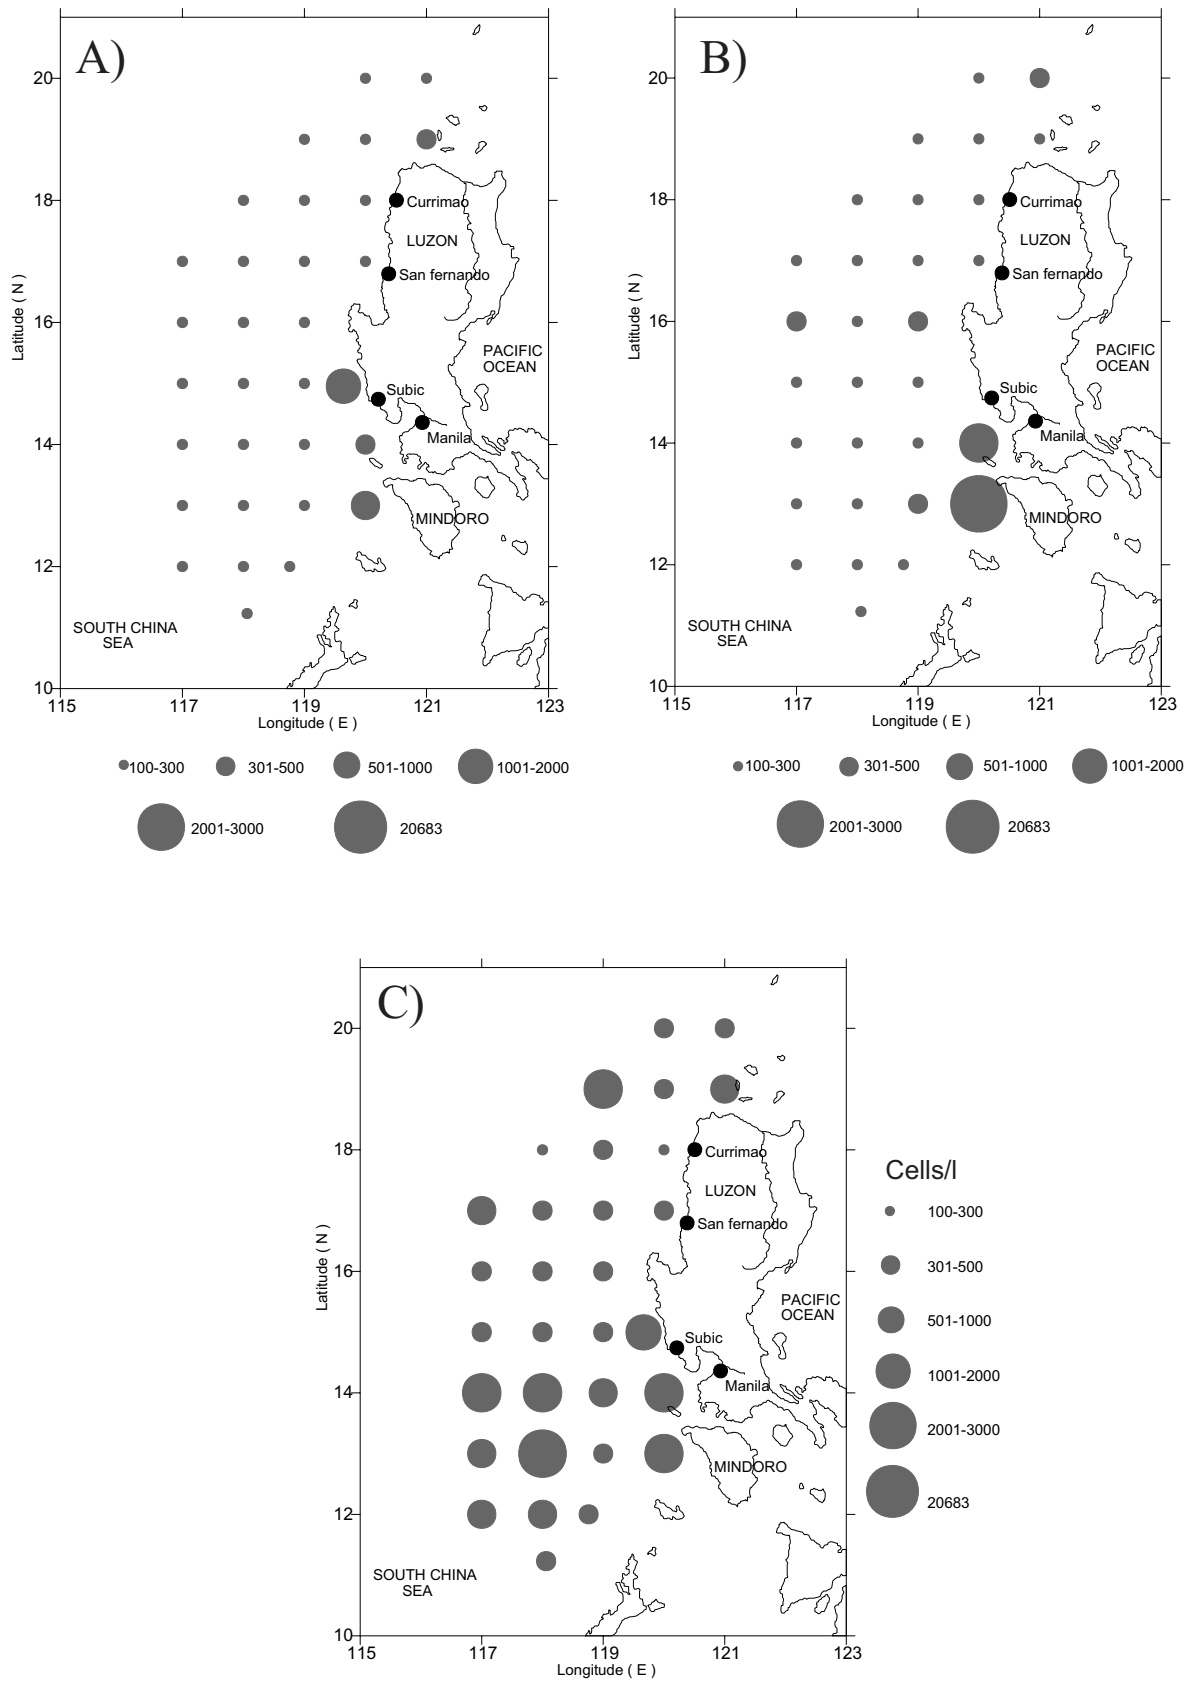 A)
20
18
16
14
12
10
Latitude ( N )
Currimao
LUZON
San fernando
PACIFIC
OCEAN
Subic
Manila
MINDORO
SOUTH CHINA
SEA
115 117 119 121 123
Longitude ( E )
100-300 301-500 501-1000 1001-2000
2001-3000 20683
B)
20
18
16
14
12
10
Latitude ( N )
Currimao
LUZON
San fernando
PACIFIC
OCEAN
Subic
Manila
MINDORO
SOUTH CHINA
SEA
115 117 119 121 123
Longitude ( E )
100-300 301-500 501-1000 1001-2000
2001-3000 20683
C)
20
18
16
14
12
10
Latitude ( N )
Currimao
LUZON
San fernando
PACIFIC
OCEAN
Subic
Manila
MINDORO
SOUTH CHINA
SEA
115 117 119 121 123
Longitude ( E )
Cells/l
100-300
301-500
501-1000
1001-2000
2001-3000
20683